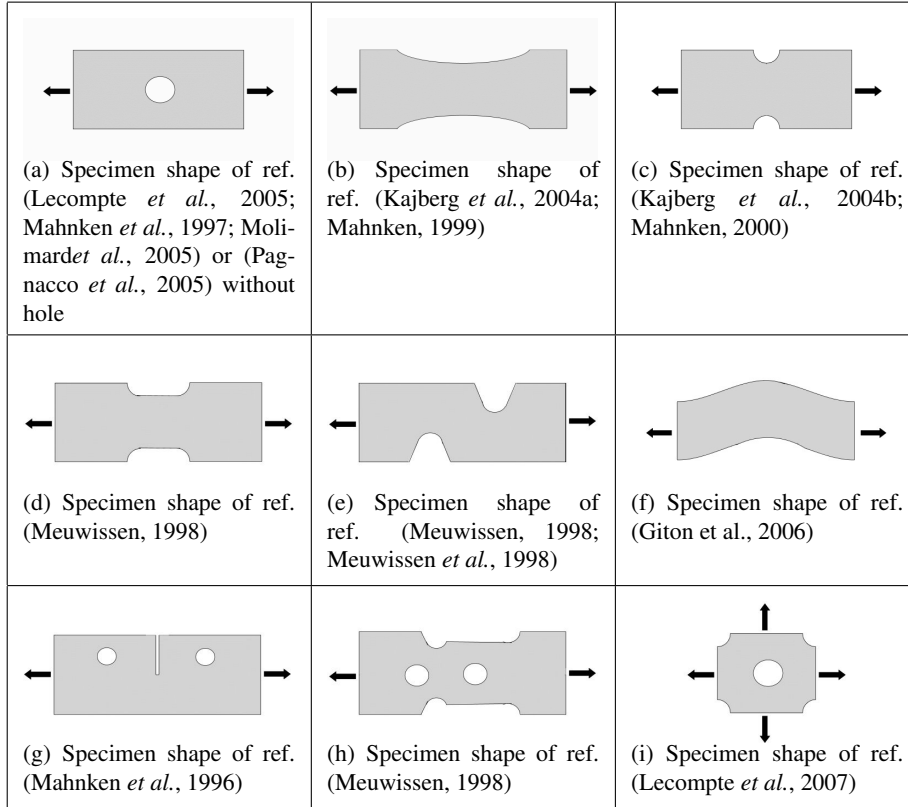 (a) Specimen shape of ref.
(Lecompte et al., 2005;
Mahnken et al., 1997; Moli-
mardet al., 2005) or (Pag-
nacco et al., 2005) without
hole
(b) Specimen shape of
ref. (Kajberg et al., 2004a;
Mahnken, 1999)
(c) Specimen shape of ref.
(Kajberg et al., 2004b;
Mahnken, 2000)
(d) Specimen shape of ref.
(Meuwissen, 1998)
(e) Specimen shape of
ref. (Meuwissen, 1998;
Meuwissen et al., 1998)
(f) Specimen shape of ref.
(Giton et al., 2006)
(g) Specimen shape of ref.
(Mahnken et al., 1996)
(h) Specimen shape of ref.
(Meuwissen, 1998)
(i) Specimen shape of ref.
(Lecompte et al., 2007)